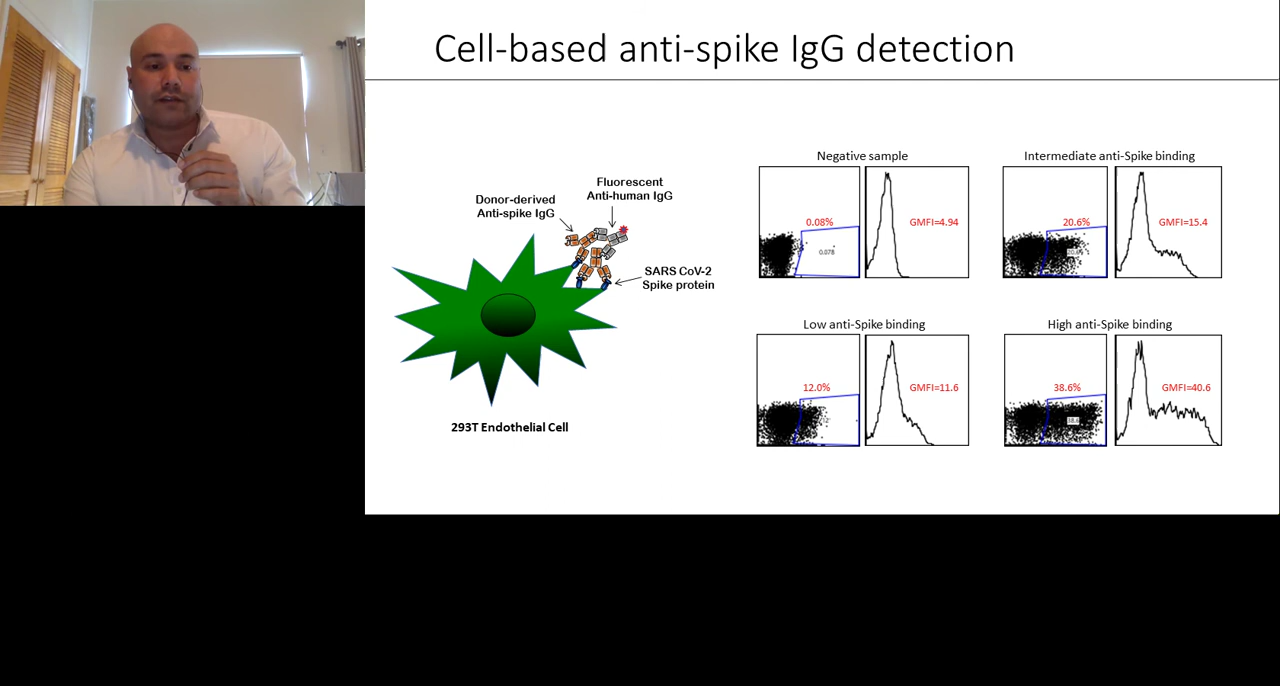 Cell-based anti-spike IgG detection
Donor-derived
Anti-spike IgG
Fluorescent
Anti-human IgG
SARS CoV-2
Spike protein
293T Endothelial Cell
Negative sample
0.08%
0.078
GMFI=4.94
Intermediate anti-Spike binding
20.6%
GMFI=15.4
Low anti-Spike binding
12.0%
GMFI=11.6
High anti-Spike binding
38.6%
GMFI=40.6